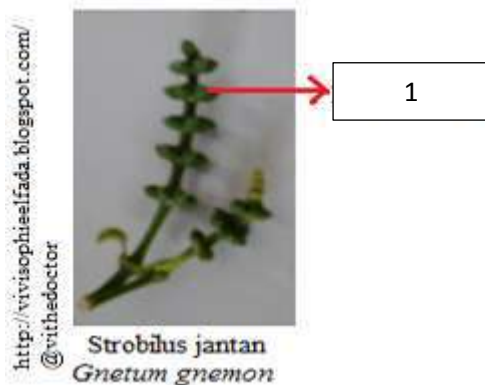 http://vivisophieelfada.blogspot.com/
@vithedoctor
1
Strobilus jantan
Gnetum gnemon